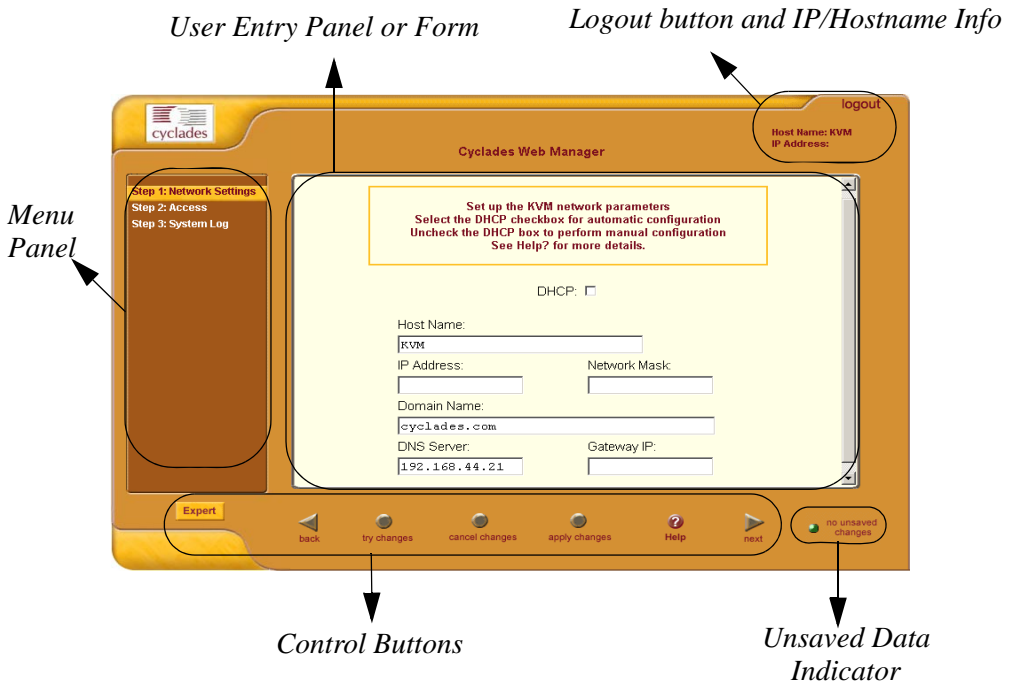 User Entry Panel or Form
Logout button and IP/Hostname Info
cyclades
logout
Host Name: KVM
IP Address:
Cyclades Web Manager
Menu
Panel
Step 1: Network Settings
Step 2: Access
Step 3: System Log
Set up the KVM network parameters
Select the DHCP checkbox for automatic configuration
Uncheck the DHCP box to perform manual configuration
See Help? for more details.
DHCP:
Host Name:
KVM
IP Address: Network Mask:
Domain Name:
cyclades.com
DNS Server: Gateway IP:
192.168.44.21
Expert
back try changes cancel changes apply changes ? Help next
no unsaved
changes
Control Buttons
Unsaved Data
Indicator